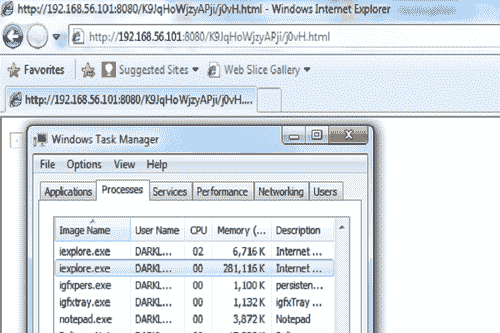 http://192.168.56.101:8080/K9JqHoWjzyAPji/j0vH.html - Windows Internet Explorer
http://192.168.56.101:8080/K9JqHoWjzyAPji/j0vH.html
Favorites Suggested Sites Web Slice Gallery
http://192.168.56.101:8080/K9JqHoWjzyAPji/j0vH....
Windows Task Manager
File Options View Help
Applications Processes Services Performance Networking Users
Image Name User Name CPU Memory (... Description
iexplore.exe DARKL... 02 6,716 K Internet ...
iexplore.exe DARKL... 00 281,116 K Internet ...
igfxpers.exe DARKL... 00 1,100 K persisten...
igfxtray.exe DARKL... 00 1,132 K igfxTray ...
notepad.exe DARKL... 00 3,872 K Notepad